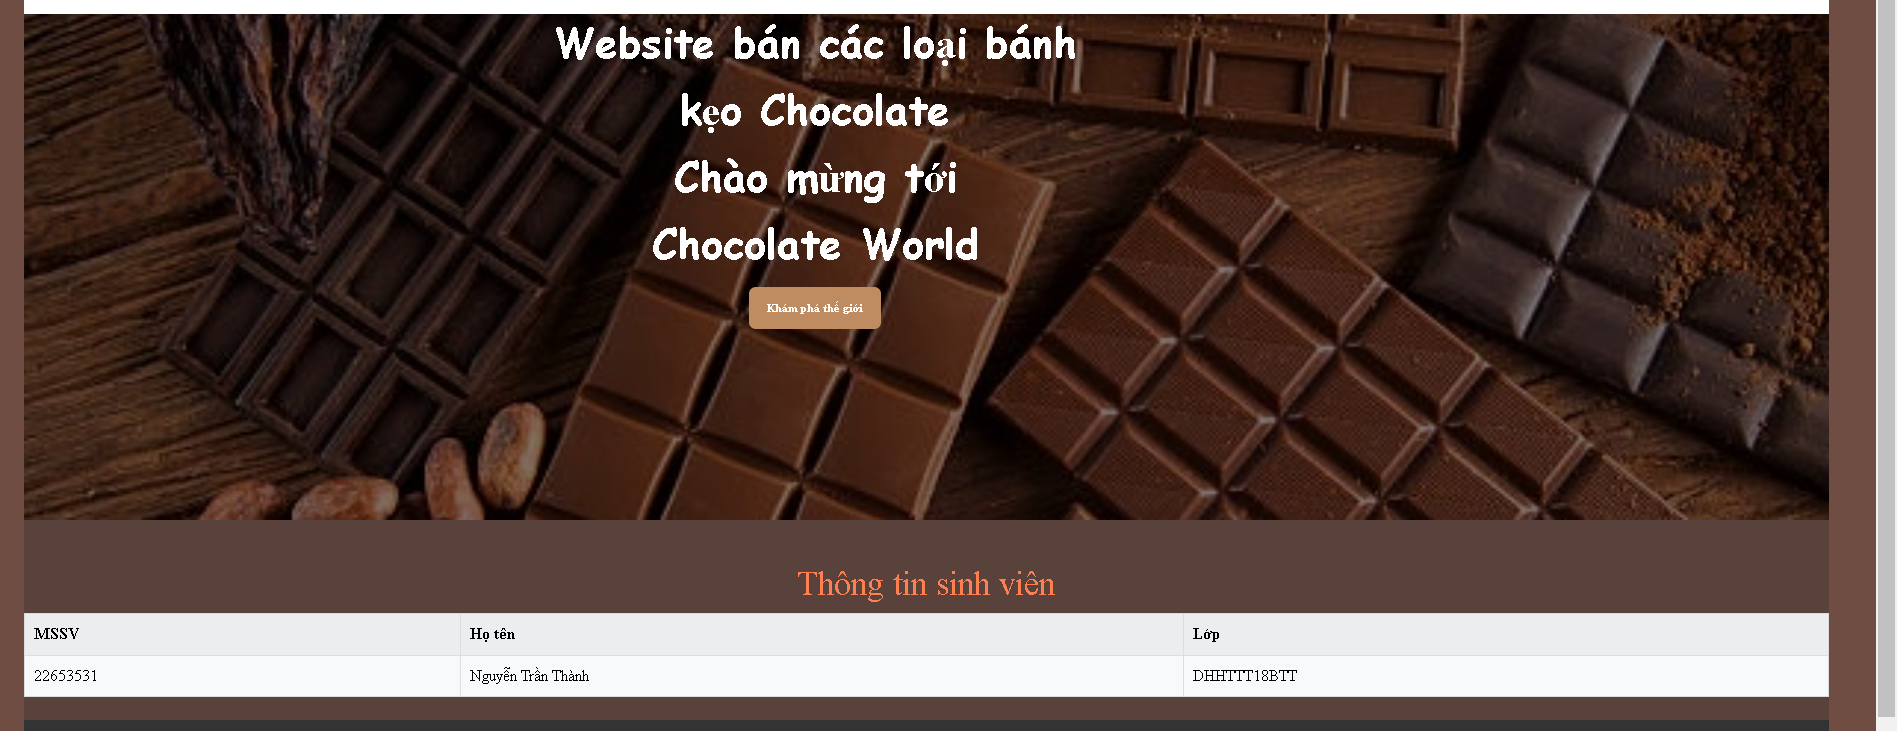 Website bán các loại bánh
kẹo Chocolate
Chào mừng tới
Chocolate World
Khám phá thế giới
Thông tin sinh viên
MSSV Họ tên Lớp
22653531 Nguyễn Trần Thành DHHTTT18BTT